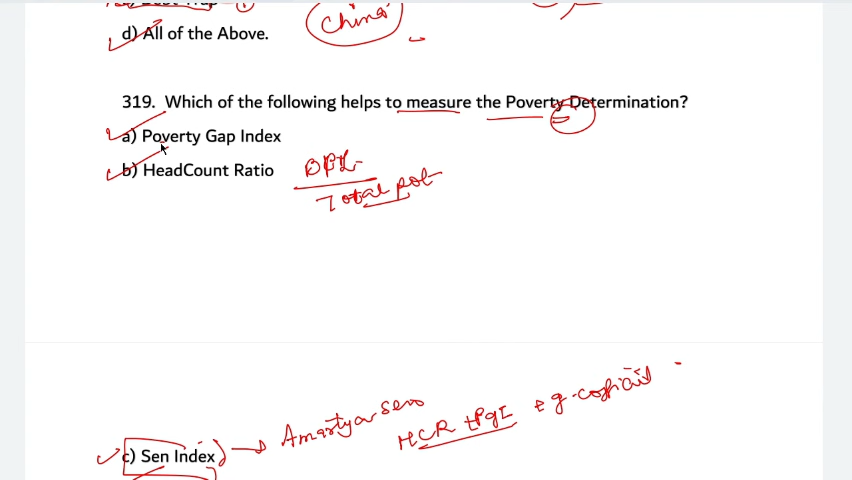 China
d) All of the Above.
319. Which of the following helps to measure the Poverty Determination?
a) Poverty Gap Index
b) HeadCount Ratio
BPL
Total pop
Amartya Sen
HCR + PgI + g-
c) Sen Index